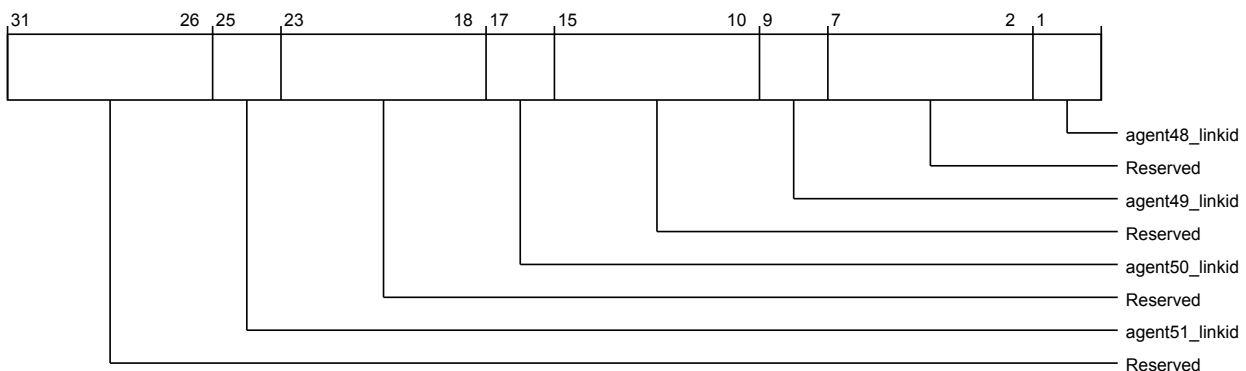 31 26 25 23 18 17 15 10 9 7 2 1
agent48_linkid
Reserved
agent49_linkid
Reserved
agent50_linkid
Reserved
agent51_linkid
Reserved